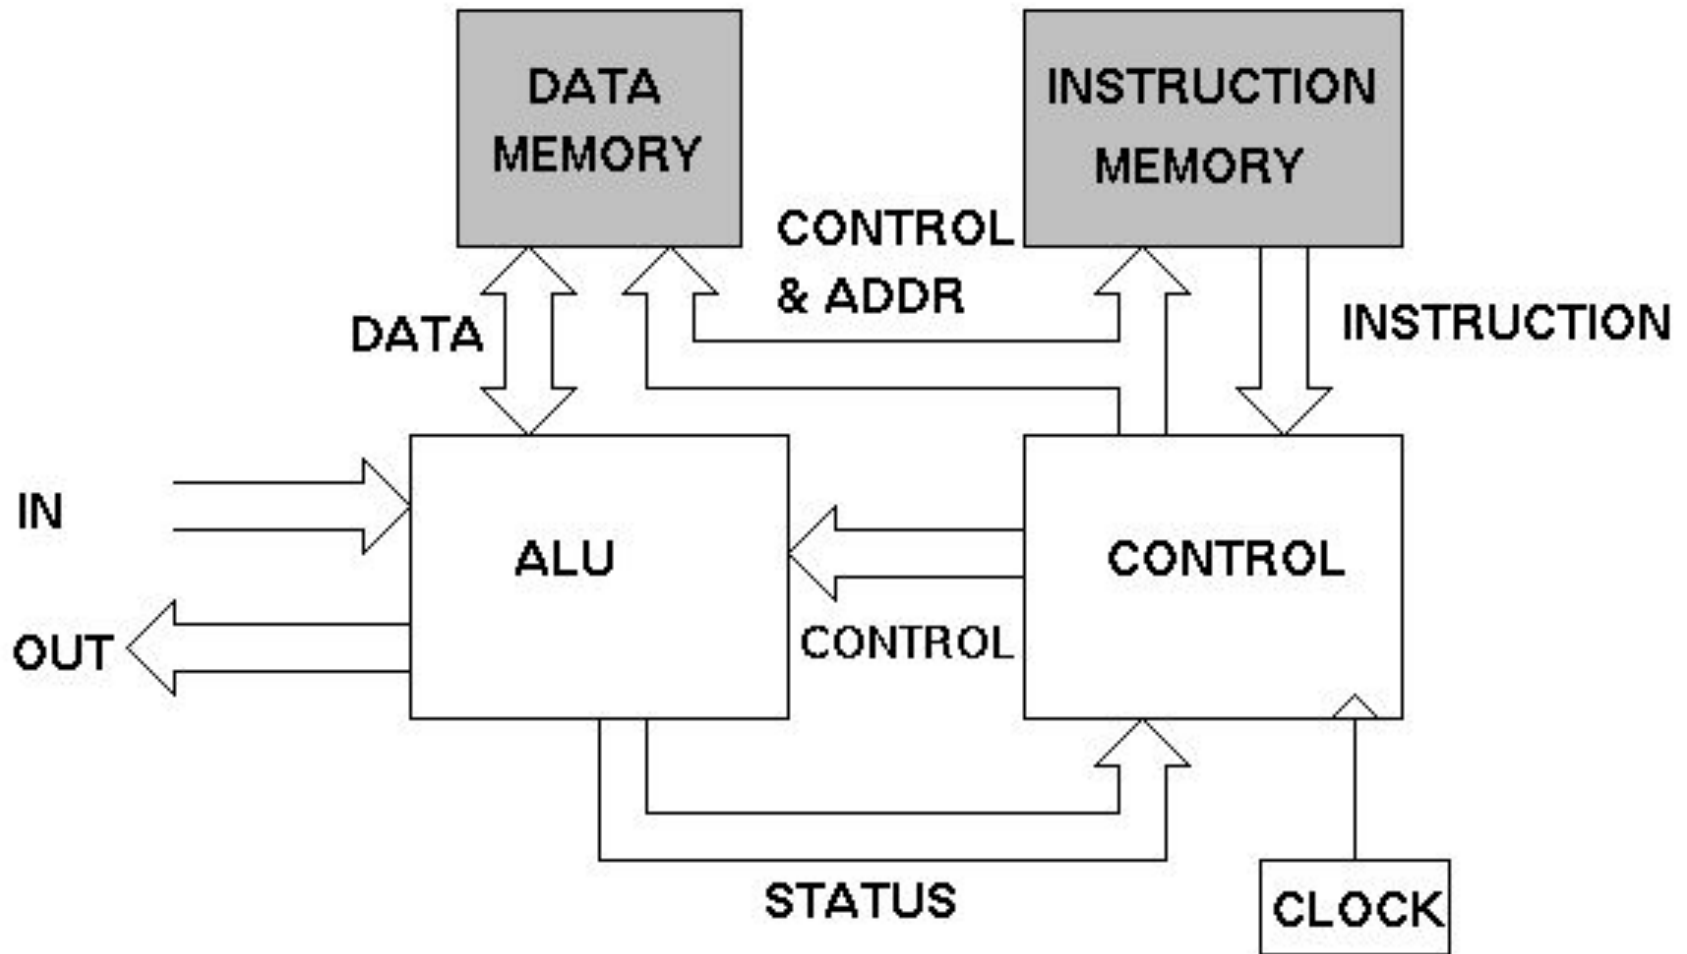 DATA
MEMORY
INSTRUCTION
MEMORY
CONTROL
& ADDR
DATA
INSTRUCTION
IN
ALU
CONTROL
OUT
CONTROL
STATUS
CLOCK